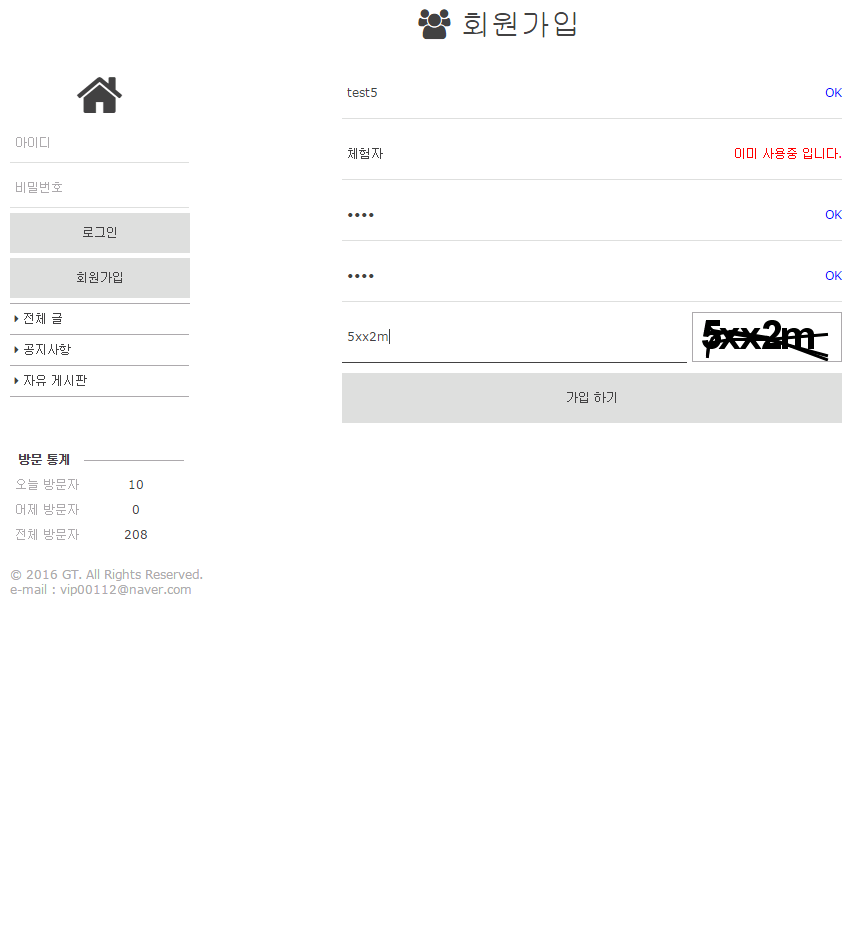 회원가입
아이디
비밀번호
로그인
회원가입
전체 글
공지사항
자유 게시판
방문 통계
오늘 방문자 10
어제 방문자 0
전체 방문자 208
© 2016 GT. All Rights Reserved.
e-mail : vip00112@naver.com
test5 OK
체험자 이미 사용중 입니다.
•••• OK
•••• OK
5xx2m 5xx2m
가입 하기